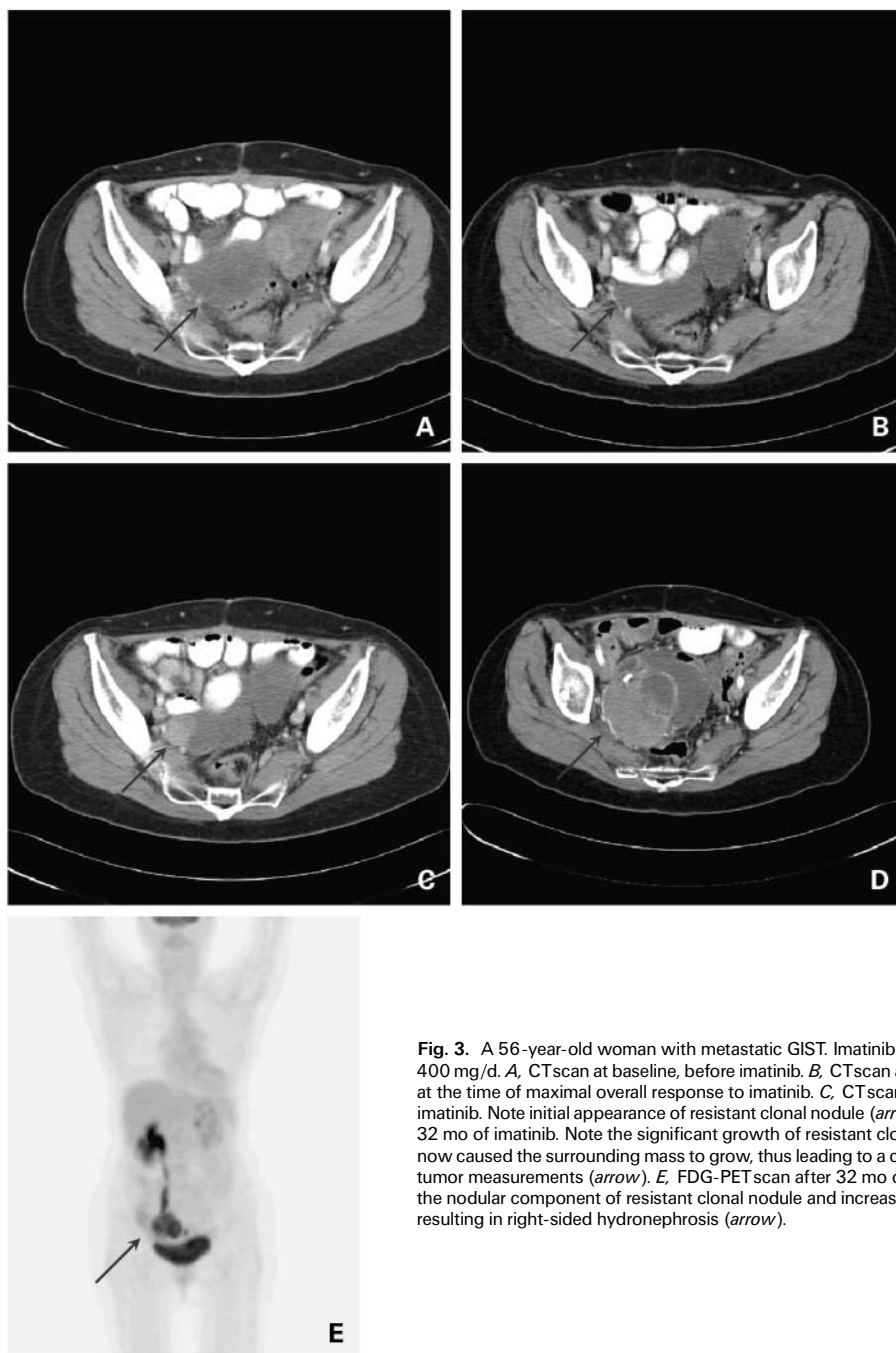 A
B
C
D
E
Fig. 3. A 56-year-old woman with metastatic GIST. Imatinib
400 mg/d. A, CT scan at baseline, before imatinib. B, CT scan
at the time of maximal overall response to imatinib. C, CT scan
imatinib. Note initial appearance of resistant clonal nodule
32 mo of imatinib. Note the significant growth of resistant
now caused the surrounding mass to grow, thus leading to a
tumor measurements (arrow). E, FDG-PET scan after 32 mo
the nodular component of resistant clonal nodule and
resulting in right-sided hydronephrosis (arrow).